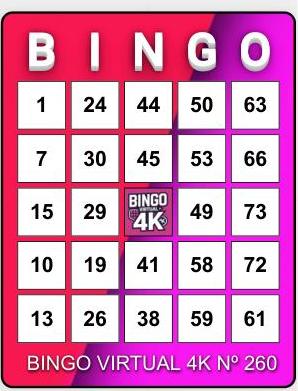 B I N G O
1 24 44 50 63
7 30 45 53 66
15 29 BINGO VIRTUAL 4K 49 73
10 19 41 58 72
13 26 38 59 61
BINGO VIRTUAL 4K Nº 260